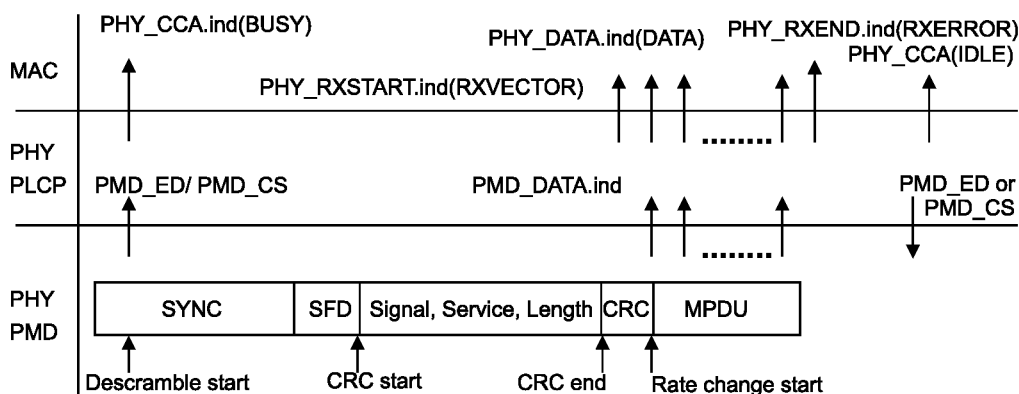 PHY_CCA.ind(BUSY)
PHY_DATA.ind(DATA)
PHY_RXEND.ind(RXERROR)
PHY_CCA(IDLE)
MAC
PHY_RXSTART.ind(RXVECTOR)
PHY
PLCP
PMD_ED/ PMD_CS
PMD_DATA.ind
PMD_ED or
PMD_CS
PHY
PMD
SYNC
SFD
Signal, Service, Length
CRC
MPDU
Descramble start
CRC start
CRC end
Rate change start